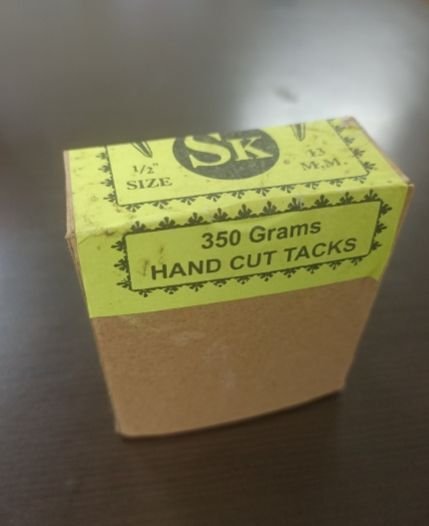 SK
1/2"
SIZE
13
M.M.
350 Grams
HAND CUT TACKS